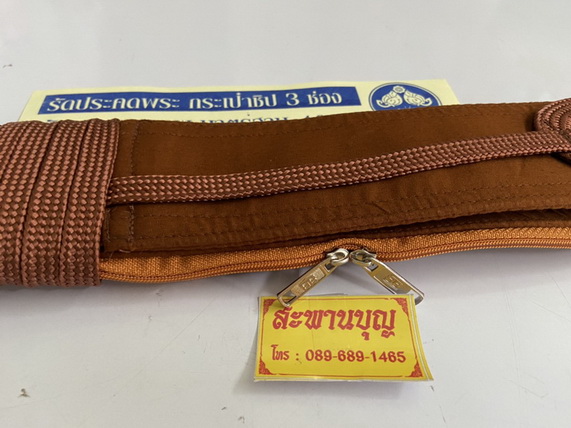 รัดประคดพระ กระเป๋าซิป 3 ช่อง
สะพานบุญ
โทร : 089-689-1465